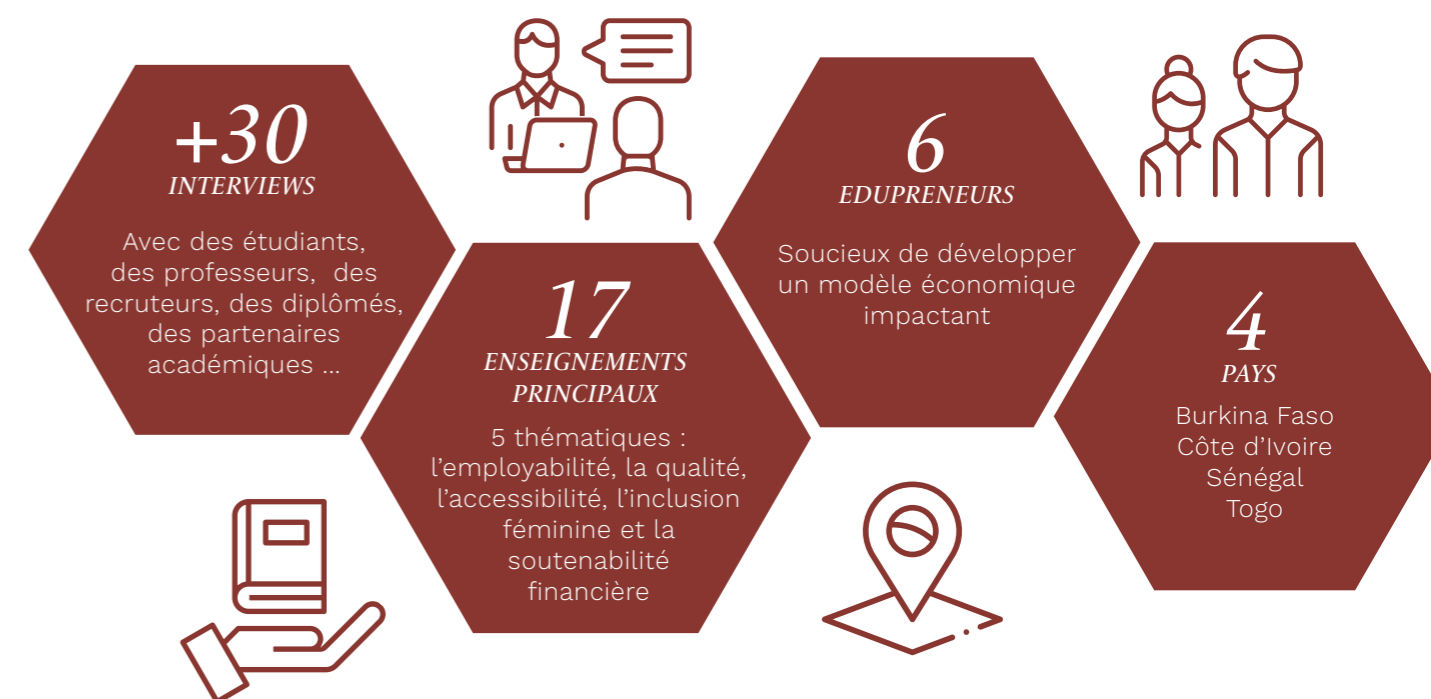 +30
INTERVIEWS
Avec des étudiants,
des professeurs, des
recruteurs, des diplômés,
des partenaires
académiques ...
17
ENSEIGNEMENTS
PRINCIPAUX
5 thématiques :
l’employabilité, la qualité,
l’accessibilité, l’inclusion
féminine et la
soutenabilité
financière
6
EDUPRENEURS
Soucieux de développer
un modèle économique
impactant
4
PAYS
Burkina Faso
Côte d’Ivoire
Sénégal
Togo